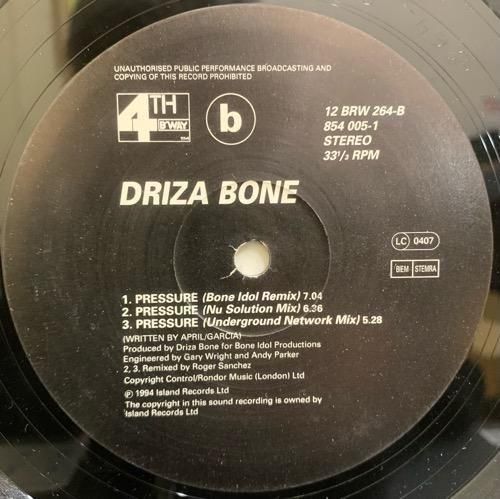 UNAUTHORISED PUBLIC PERFORMANCE BROADCASTING AND
COPYING OF THIS RECORD PROHIBITED
4TH
B'WAY
TM
b
12 BRW 264-B
854 005-1
STEREO
33 1/3 RPM
DRIZA BONE
LC 0407
BIEM STEMRA
1. PRESSURE (Bone Idol Remix) 7.04
2. PRESSURE (Nu Solution Mix) 6.36
3. PRESSURE (Underground Network Mix) 5.28
(WRITTEN BY APRIL/GARCIA)
Produced by Driza Bone for Bone Idol Productions
Engineered by Gary Wright and Andy Parker
2, 3. Remixed by Roger Sanchez
Copyright Control/Rondor Music (London) Ltd
℗ 1994 Island Records Ltd
The copyright in this sound recording is owned by
Island Records Ltd